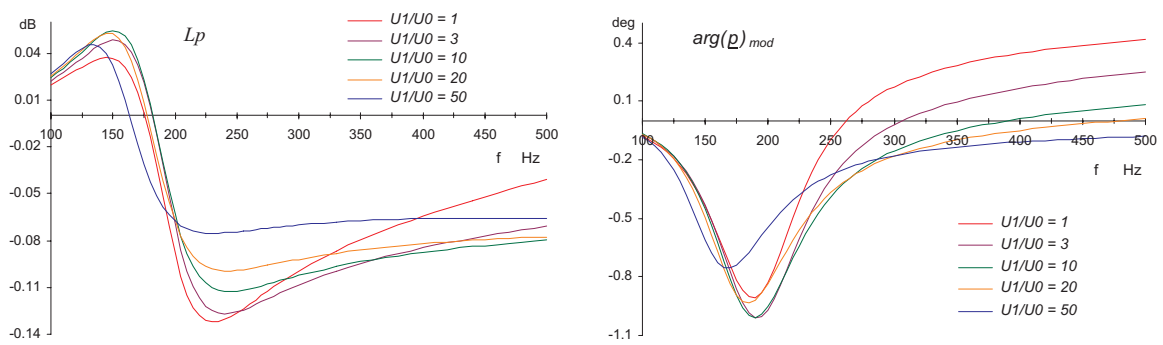 dB
Lp
U1/U0 = 1
U1/U0 = 3
U1/U0 = 10
U1/U0 = 20
U1/U0 = 50
0.04
0.01
-0.02
-0.05
-0.08
-0.11
-0.14
100 150 200 250 300 350 400 450 500
f Hz
deg
arg(p)mod
0.4
0.1
-0.2
-0.5
-0.8
-1.1
100 150 200 250 300 350 400 450 500
f Hz
U1/U0 = 1
U1/U0 = 3
U1/U0 = 10
U1/U0 = 20
U1/U0 = 50